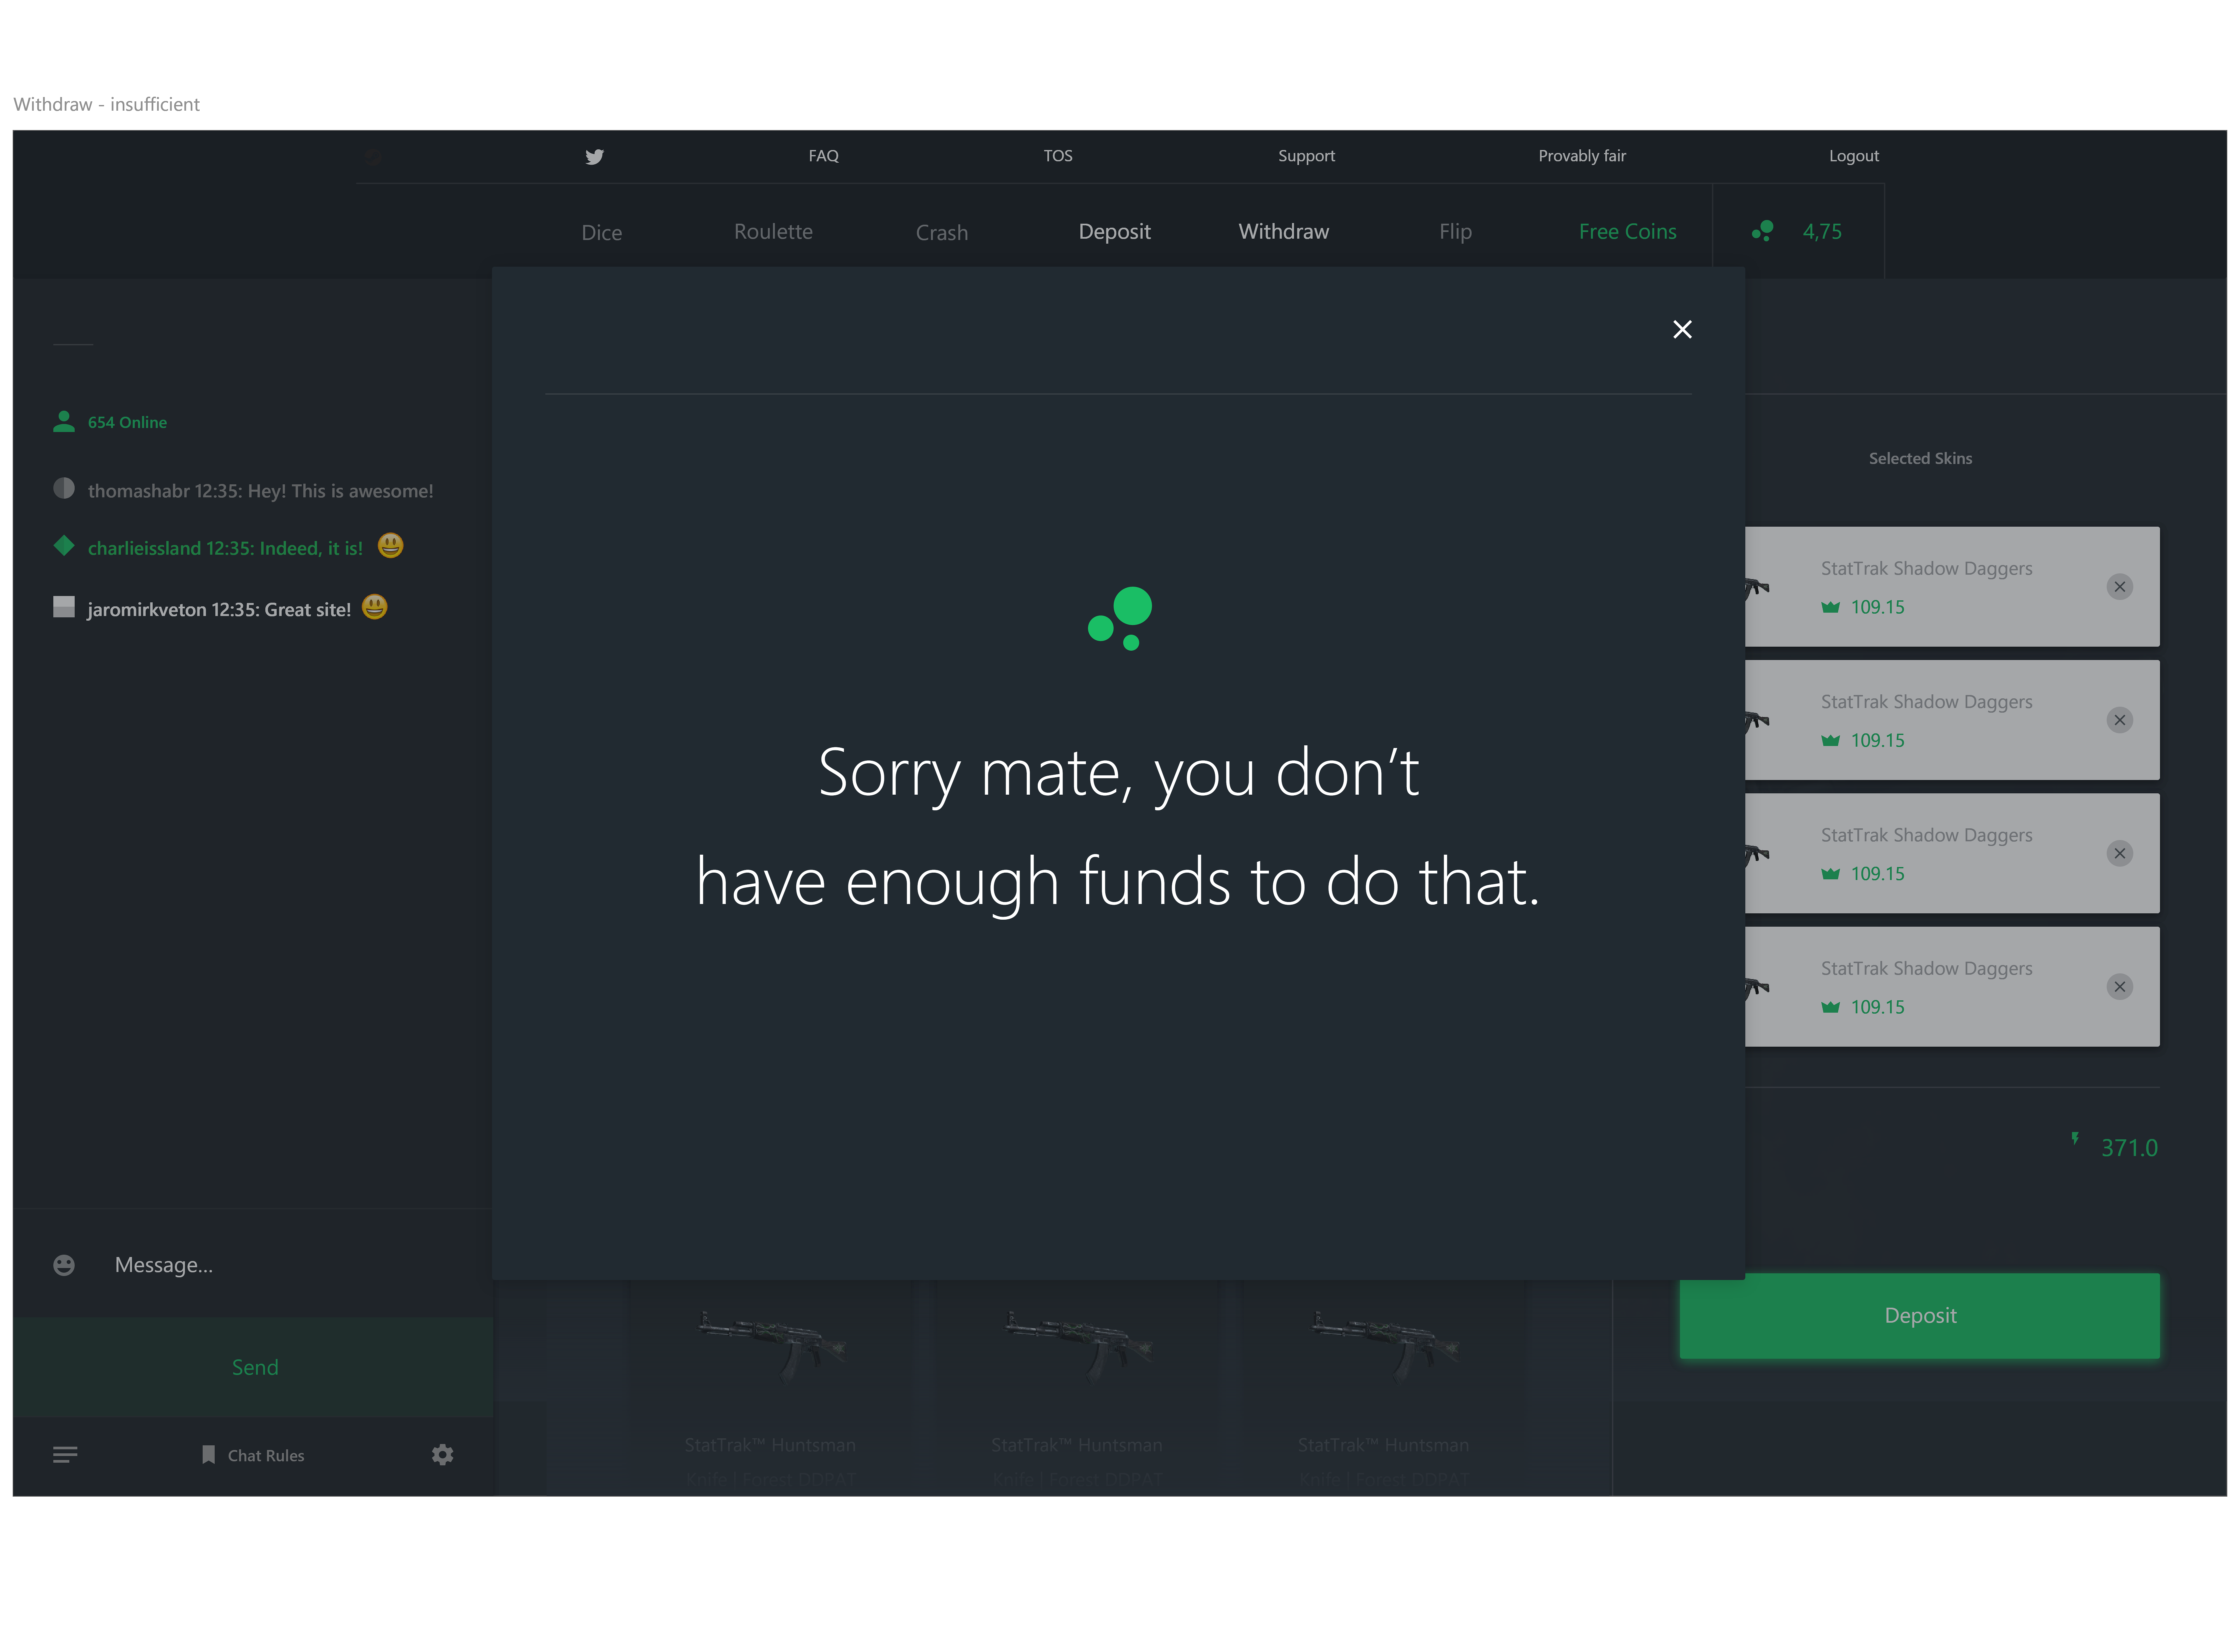 Withdraw - insufficient
FAQ
TOS
Support
Provably fair
Logout
Dice
Roulette
Crash
Deposit
Withdraw
Flip
Free Coins
4,75
654 Online
thomashabr 12:35: Hey! This is awesome!
charlieissland 12:35: Indeed, it is! 😃
jaromirkveton 12:35: Great site! 😃
Message...
Send
Chat Rules
Sorry mate, you don’t
have enough funds to do that.
Selected Skins
StatTrak Shadow Daggers
109.15
StatTrak Shadow Daggers
109.15
StatTrak Shadow Daggers
109.15
StatTrak Shadow Daggers
109.15
371.0
Deposit
StatTrak™ Huntsman
Knife | Forest DDPAT
StatTrak™ Huntsman
Knife | Forest DDPAT
StatTrak™ Huntsman
Knife | Forest DDPAT